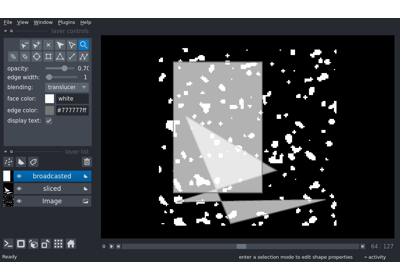 File View Window Plugins Help
layer controls
opacity: 0.70
edge width: 1
blending: translucer
face color: white
edge color: #777777ff
display text:
layer list
broadcasted
sliced
Image
64 127
Ready enter a selection mode to edit shape properties activity